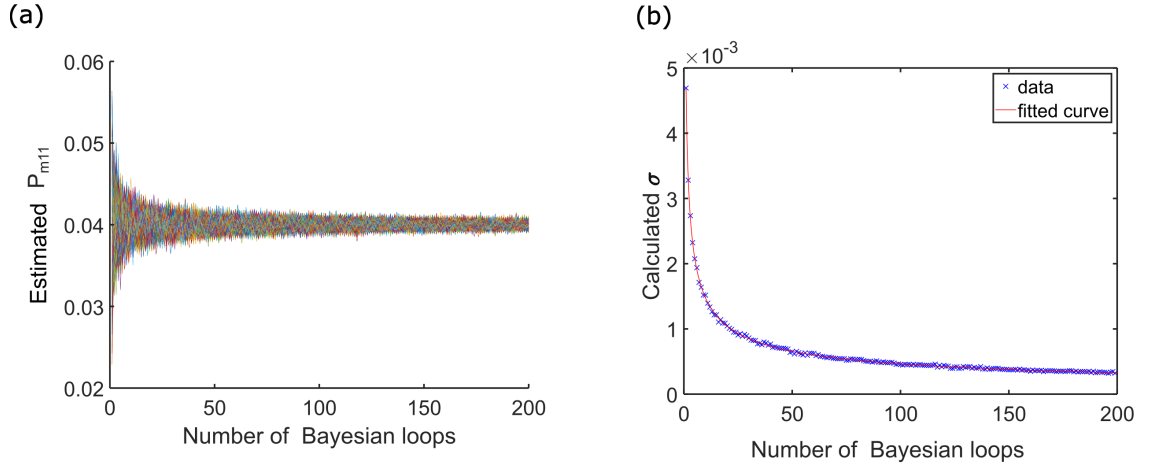 (a)
0.06
0.05
0.04
0.03
0.02
Estimated P_m11
0 50 100 150 200
Number of Bayesian loops
(b)
×10^-3
5
4
3
2
1
0
Calculated σ
data
fitted curve
0 50 100 150 200
Number of Bayesian loops